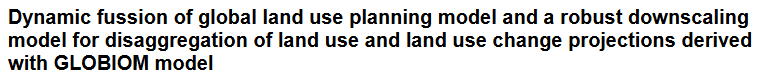 Dynamic fussion of global land use planning model and a robust downscaling
model for disaggregation of land use and land use change projections derived
with GLOBIOM model